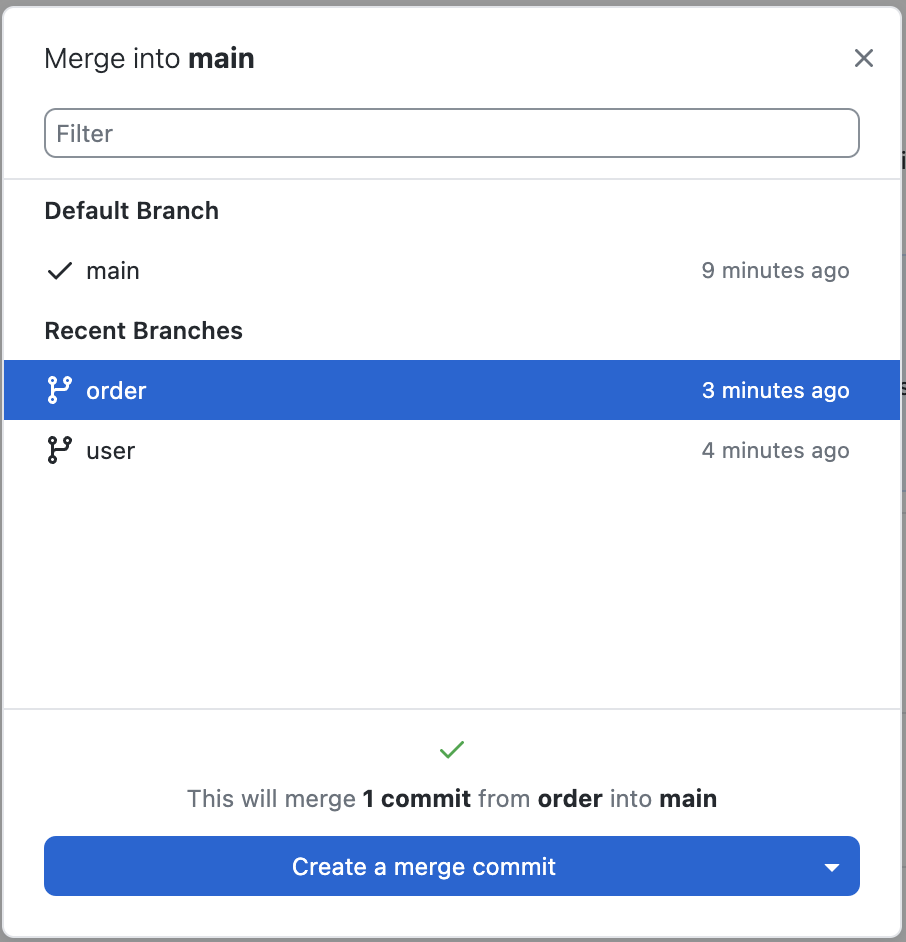 Merge into main
Filter
Default Branch
main 9 minutes ago
Recent Branches
order 3 minutes ago
user 4 minutes ago
This will merge 1 commit from order into main
Create a merge commit